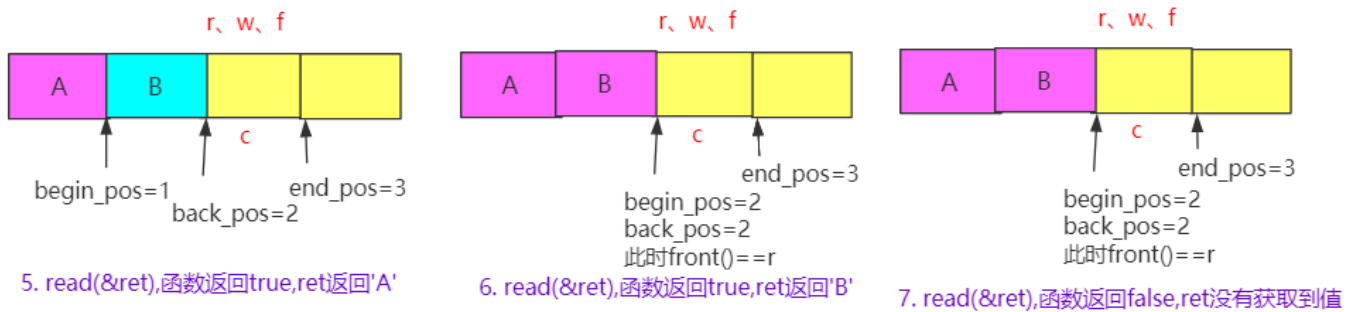 r、w、f
A
B
c
begin_pos=1
back_pos=2
end_pos=3
5. read(&ret),函数返回true,ret返回'A'
r、w、f
A
B
c
end_pos=3
begin_pos=2
back_pos=2
此时front()==r
6. read(&ret),函数返回true,ret返回'B'
r、w、f
A
B
c
end_pos=3
begin_pos=2
back_pos=2
此时front()==r
7. read(&ret),函数返回false,ret没有获取到值